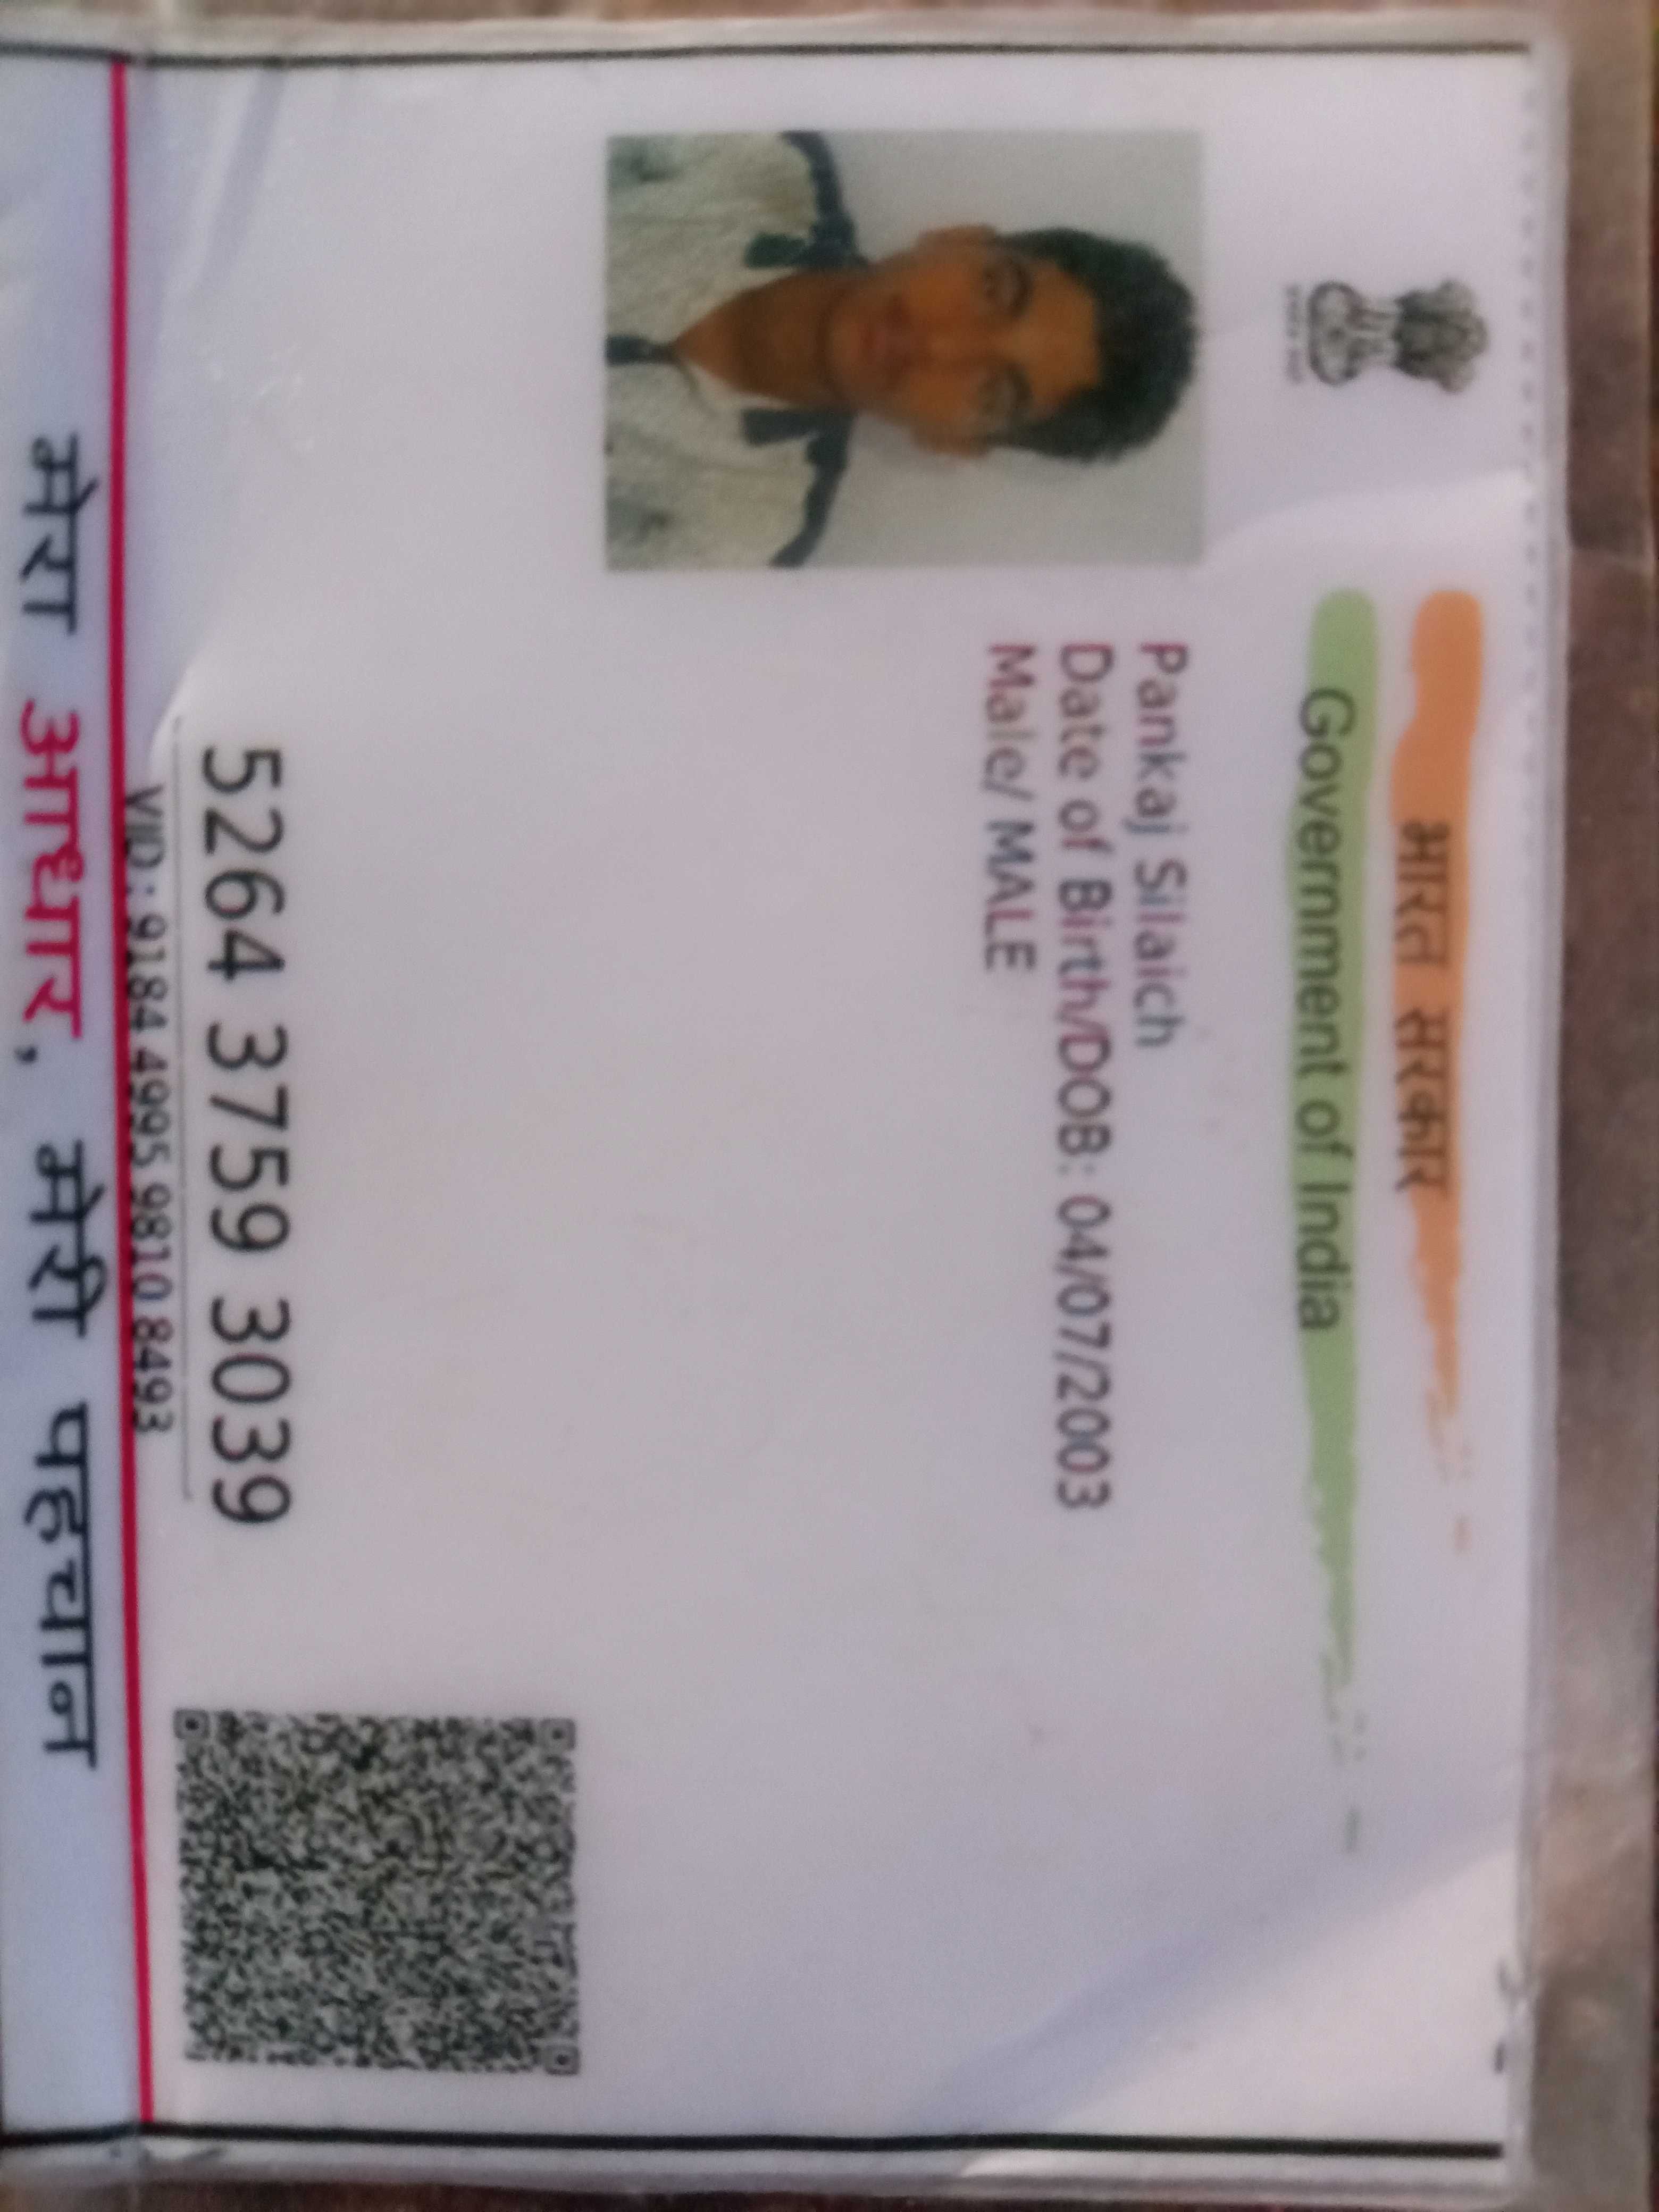 भारत सरकार
Government of India
Pankaj Silaich
Date of Birth/DOB: 04/07/2003
Male/ MALE
5264 3759 3039
VID : 9184 4995 9810 8493
मेरा आधार, मेरी पहचान